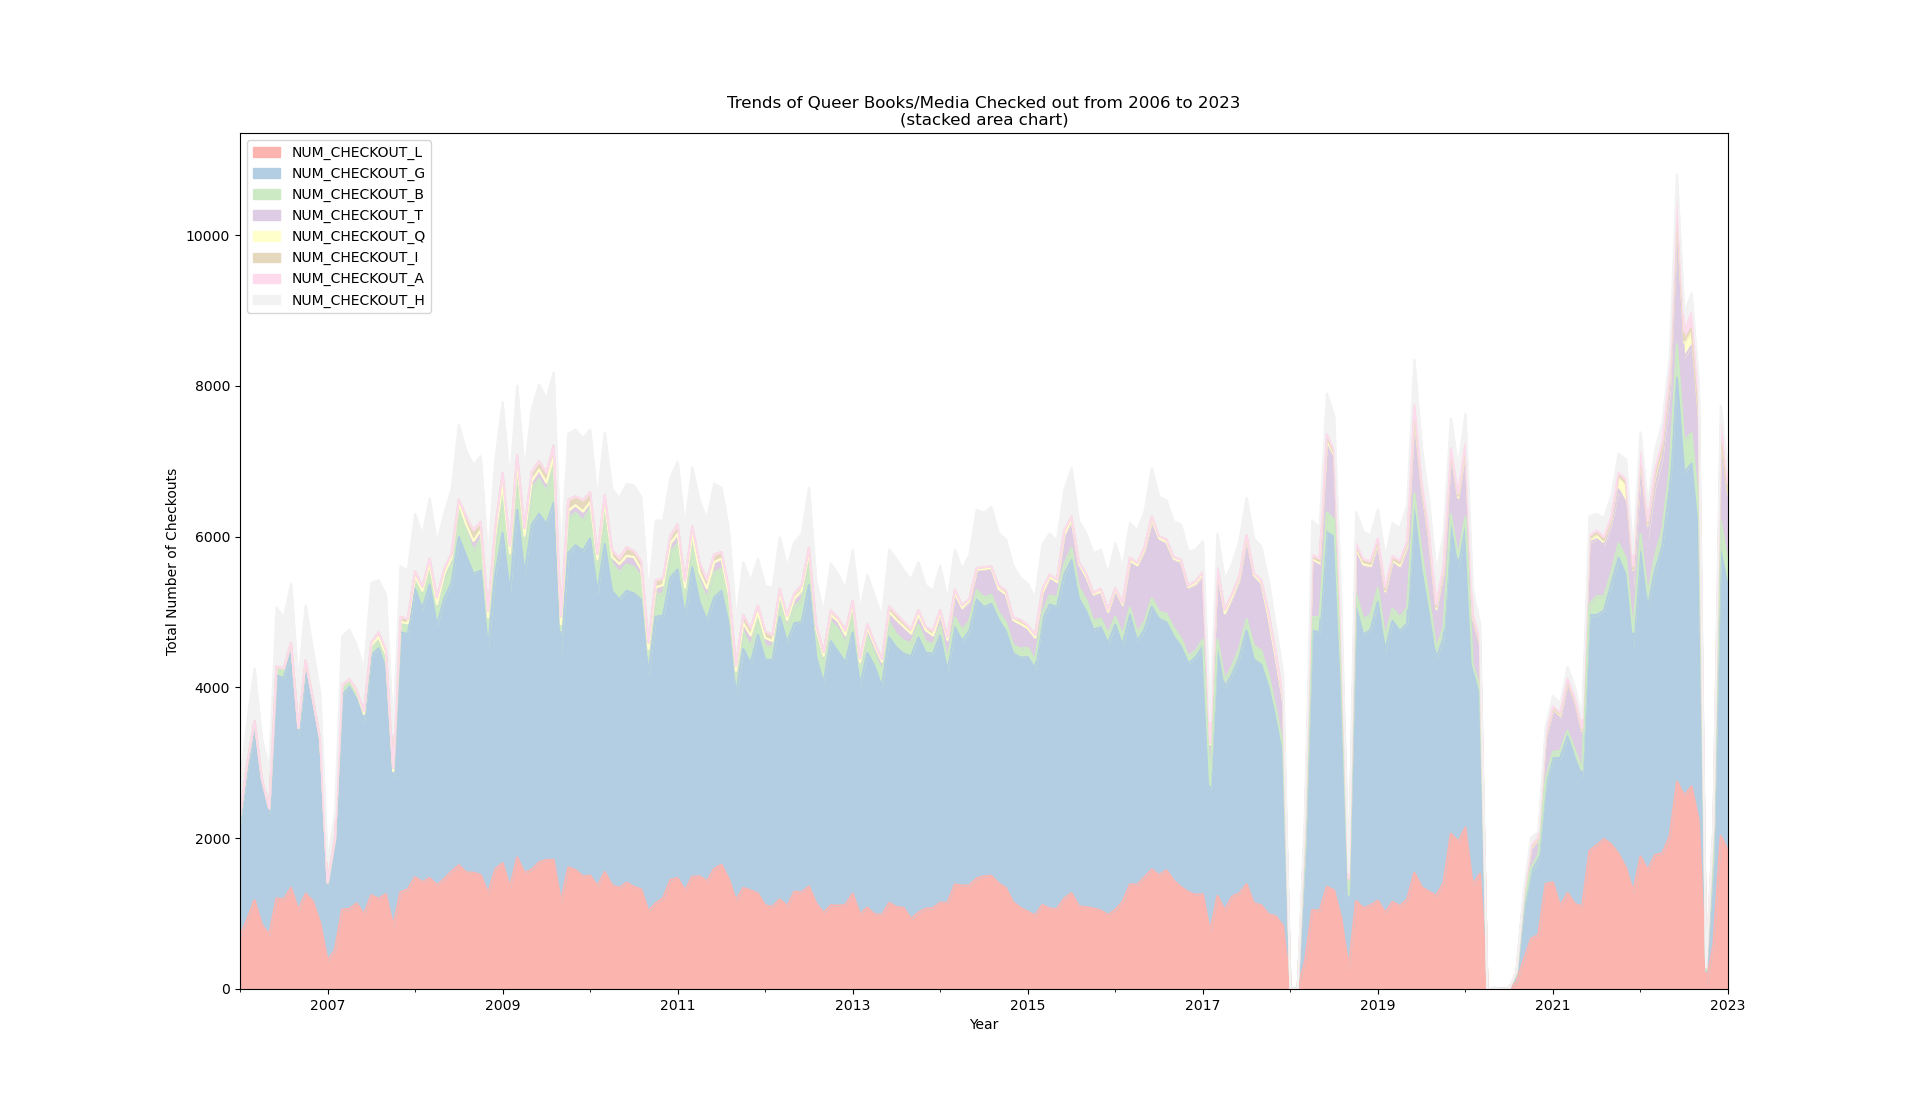 Trends of Queer Books/Media Checked out from 2006 to 2023
(stacked area chart)
NUM_CHECKOUT_L
NUM_CHECKOUT_G
NUM_CHECKOUT_B
NUM_CHECKOUT_T
NUM_CHECKOUT_Q
NUM_CHECKOUT_I
NUM_CHECKOUT_A
NUM_CHECKOUT_H
Total Number of Checkouts
10000
8000
6000
4000
2000
0
2007 2009 2011 2013 2015 2017 2019 2021 2023
Year